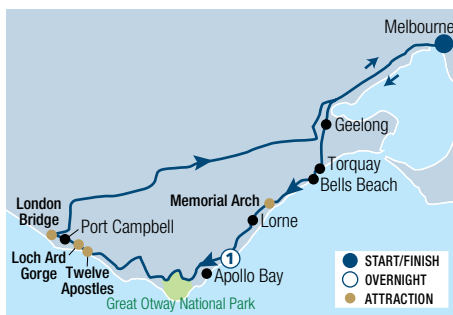 Melbourne
Geelong
Torquay
Bells Beach
Memorial Arch
London
Bridge
Port Campbell
Lorne
Loch Ard
Gorge
Twelve
Apostles
1
Apollo Bay
Great Otway National Park
START/FINISH
OVERNIGHT
ATTRACTION